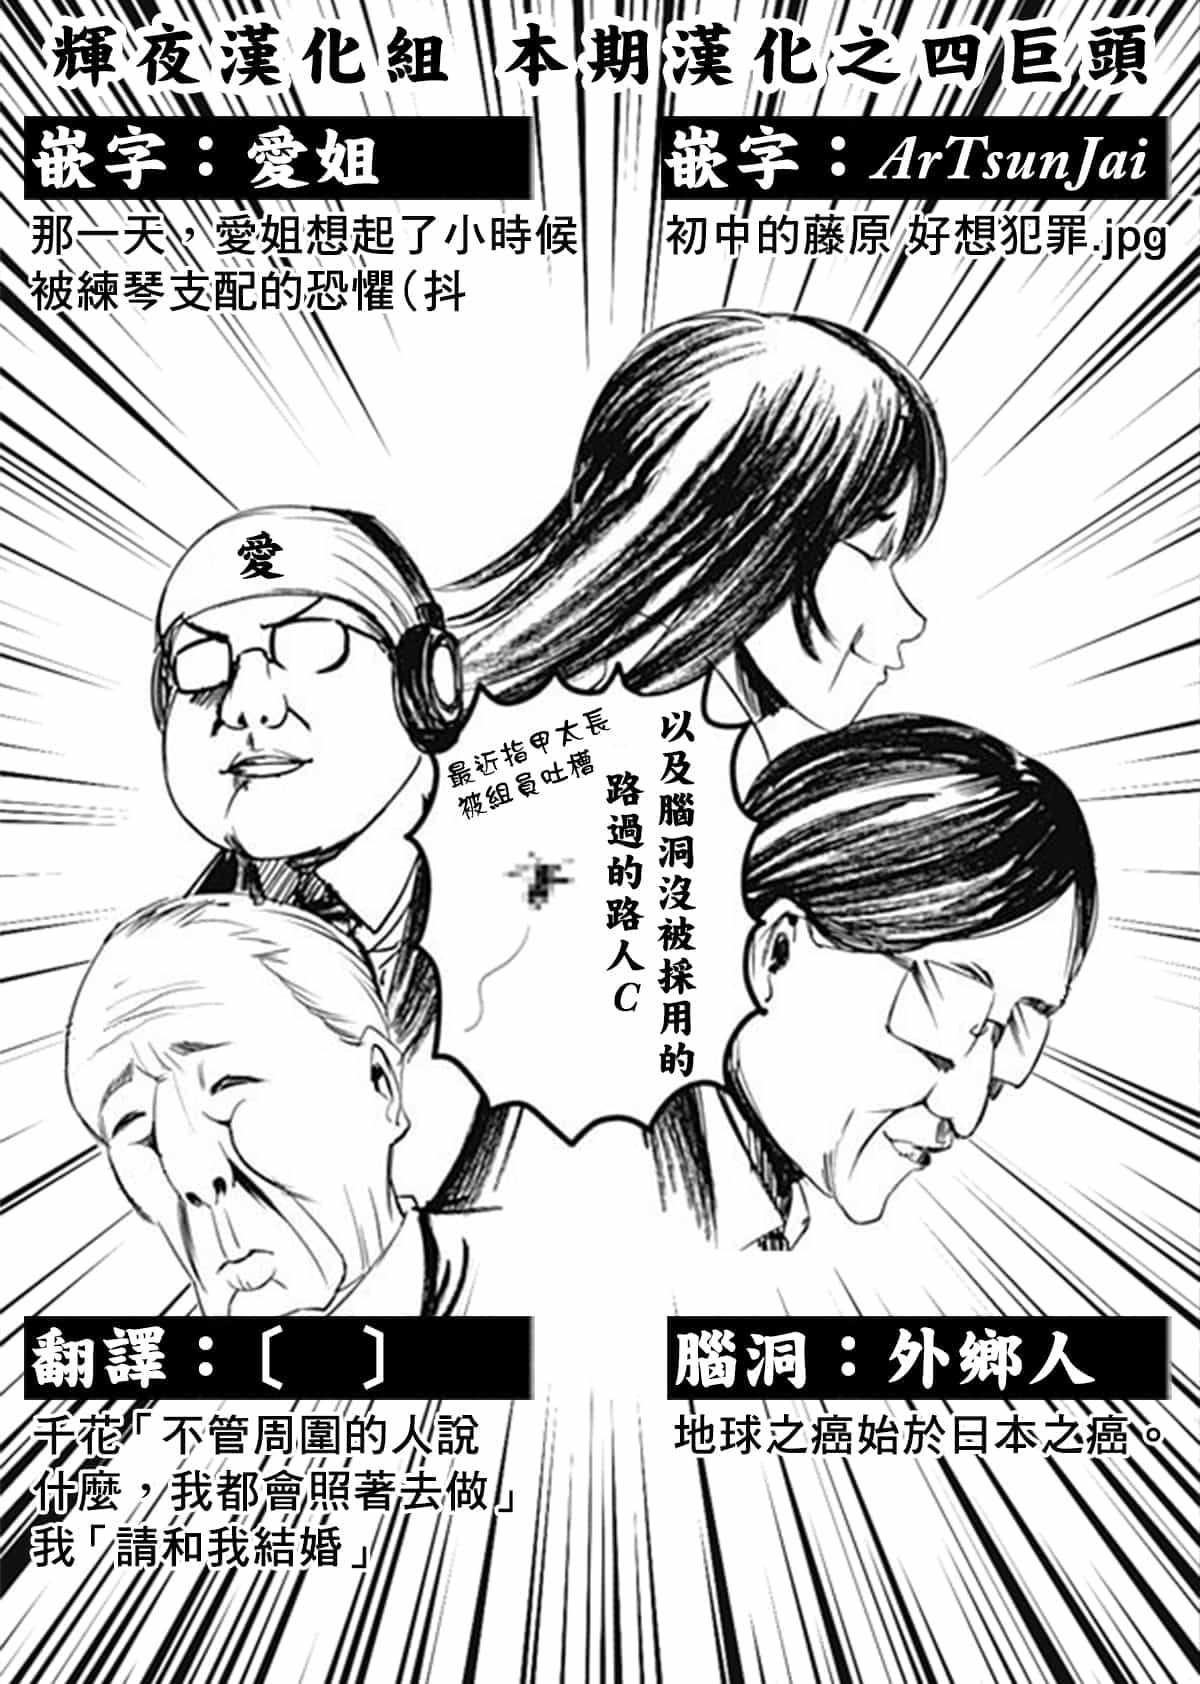 輝夜漢化組 本期漢化之四巨頭
嵌字：愛姐
那一天，愛姐想起了小時候
被練琴支配的恐懼（抖
嵌字：ArTsunJai
初中的藤原 好想犯罪.jpg
愛
以及腦洞沒被採用的
路過的路人C
最近指甲太長
被組員吐槽
翻譯：〔　〕
千花「不管周圍的人說
什麼，我都會照著去做」
我「請和我結婚」
腦洞：外鄉人
地球之癌始於日本之癌。